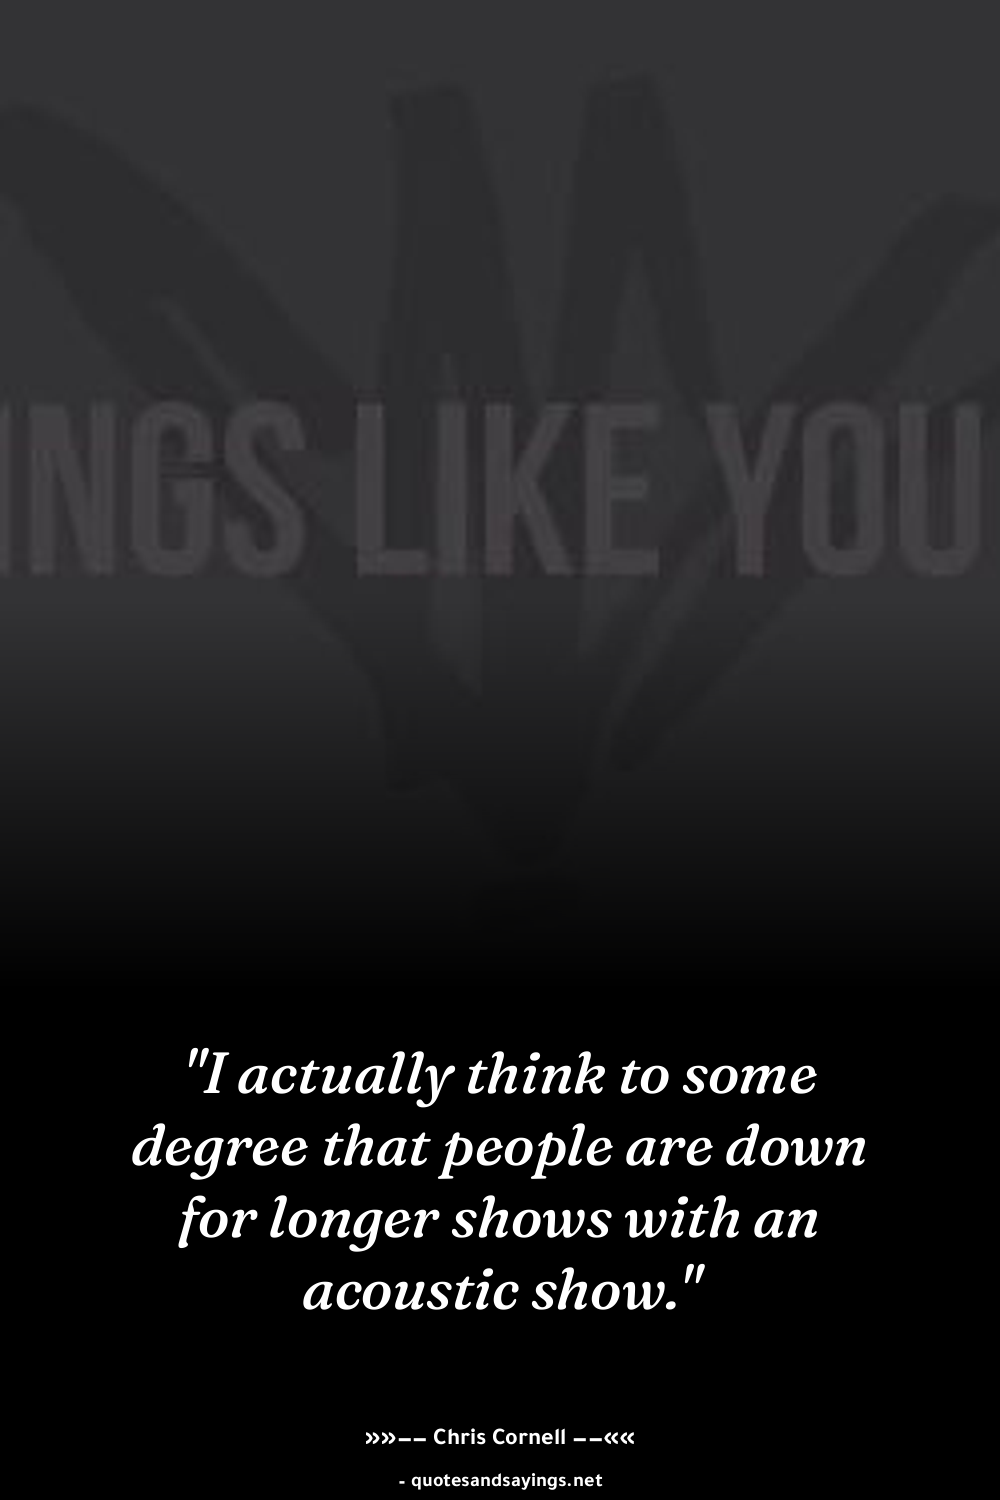 INGS LIKE YOU
"I actually think to some
degree that people are down
for longer shows with an
acoustic show."
»»—— Chris Cornell ——««
- quotesandsayings.net